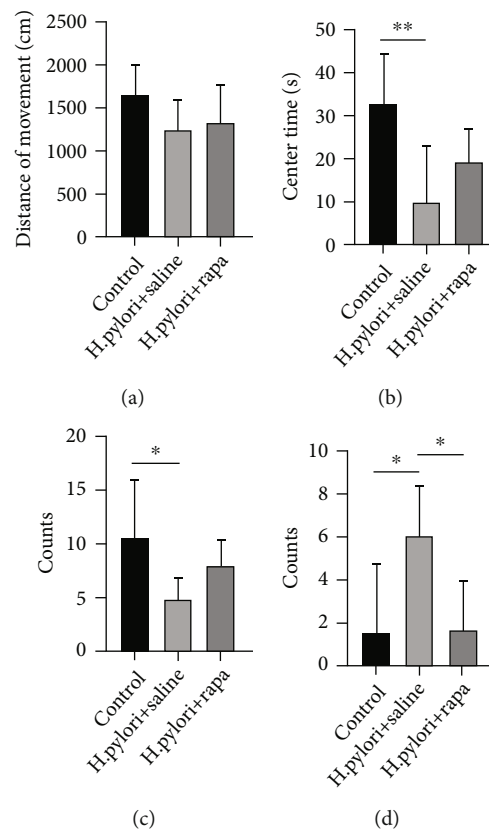 Distance of movement (cm)
2500
2000
1500
1000
500
0
Control
H.pylori+saline
H.pylori+rapa
(a)
Center time (s)
50
40
30
20
10
0
**
Control
H.pylori+saline
H.pylori+rapa
(b)
Counts
20
15
10
5
0
*
Control
H.pylori+saline
H.pylori+rapa
(c)
Counts
10
8
6
4
2
0
*
*
Control
H.pylori+saline
H.pylori+rapa
(d)